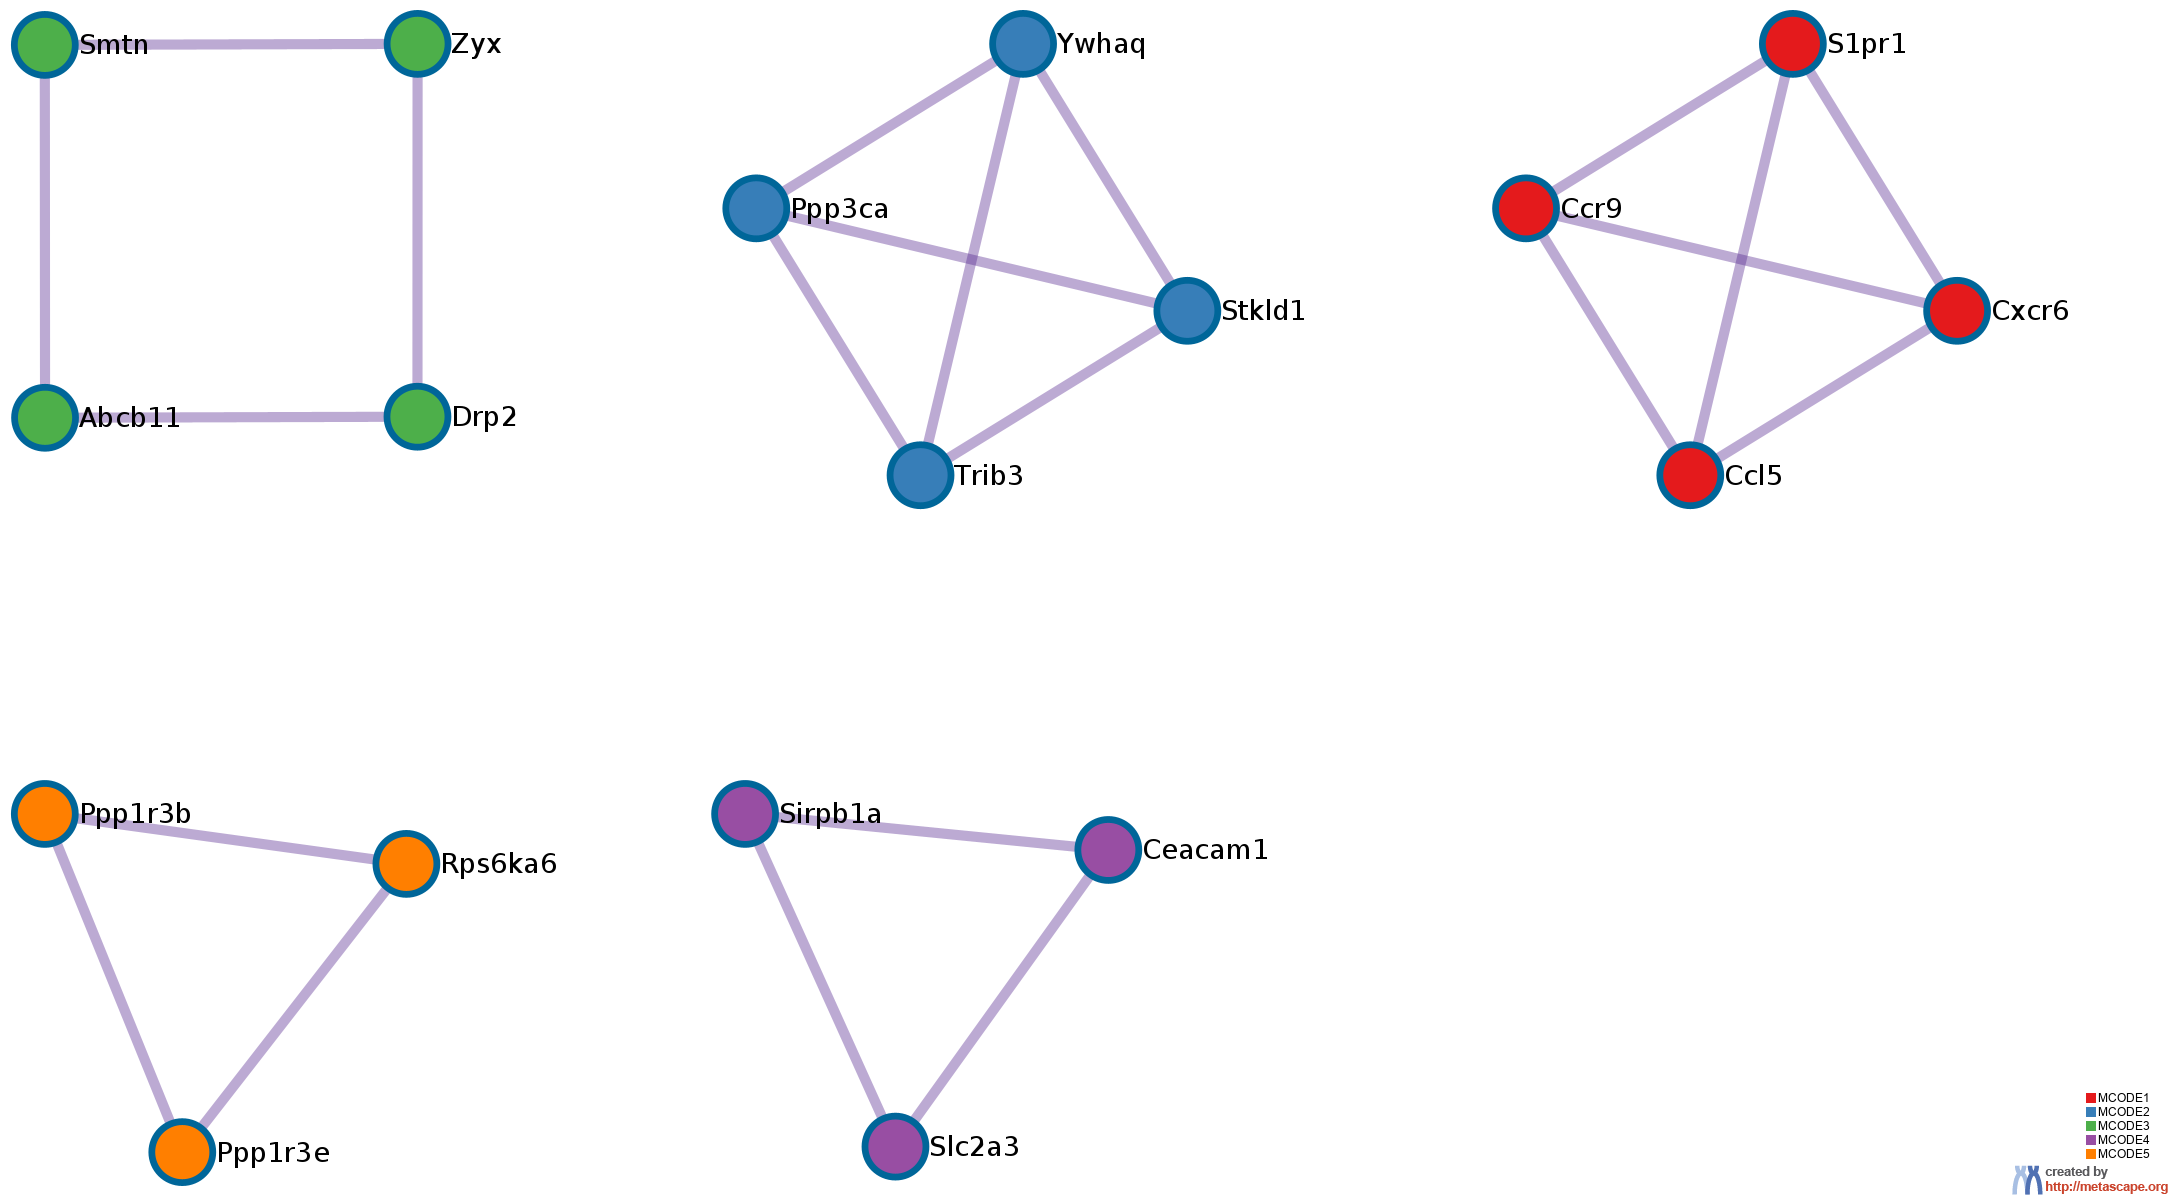 Smtn
Zyx
Abcb11
Drp2
Ywhaq
Ppp3ca
Stkld1
Trib3
S1pr1
Ccr9
Cxcr6
Ccl5
Ppp1r3b
Rps6ka6
Ppp1r3e
Sirpb1a
Ceacam1
Slc2a3
MCODE1
MCODE2
MCODE3
MCODE4
MCODE5
created by
http://metascape.org